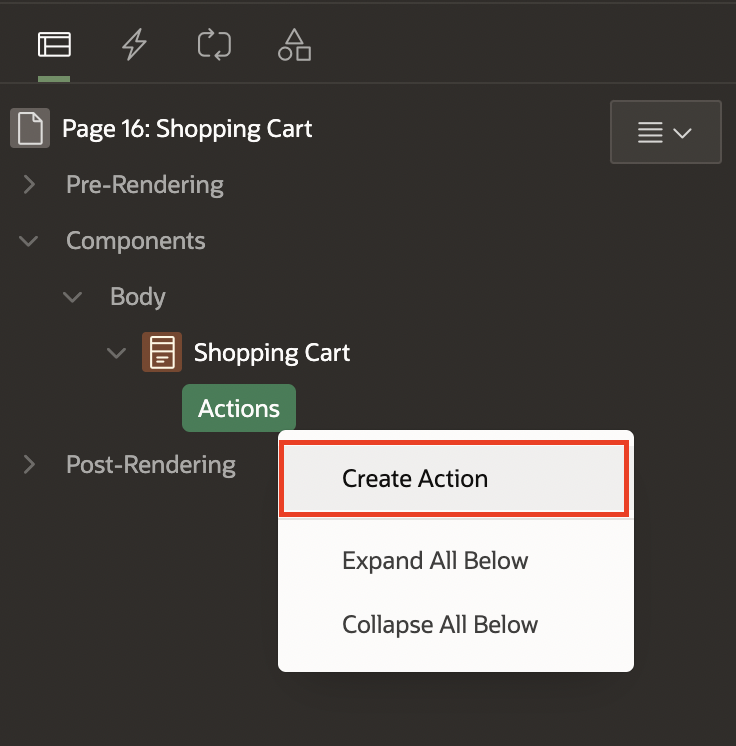 Page 16: Shopping Cart
Pre-Rendering
Components
Body
Shopping Cart
Actions
Post-Rendering
Create Action
Expand All Below
Collapse All Below